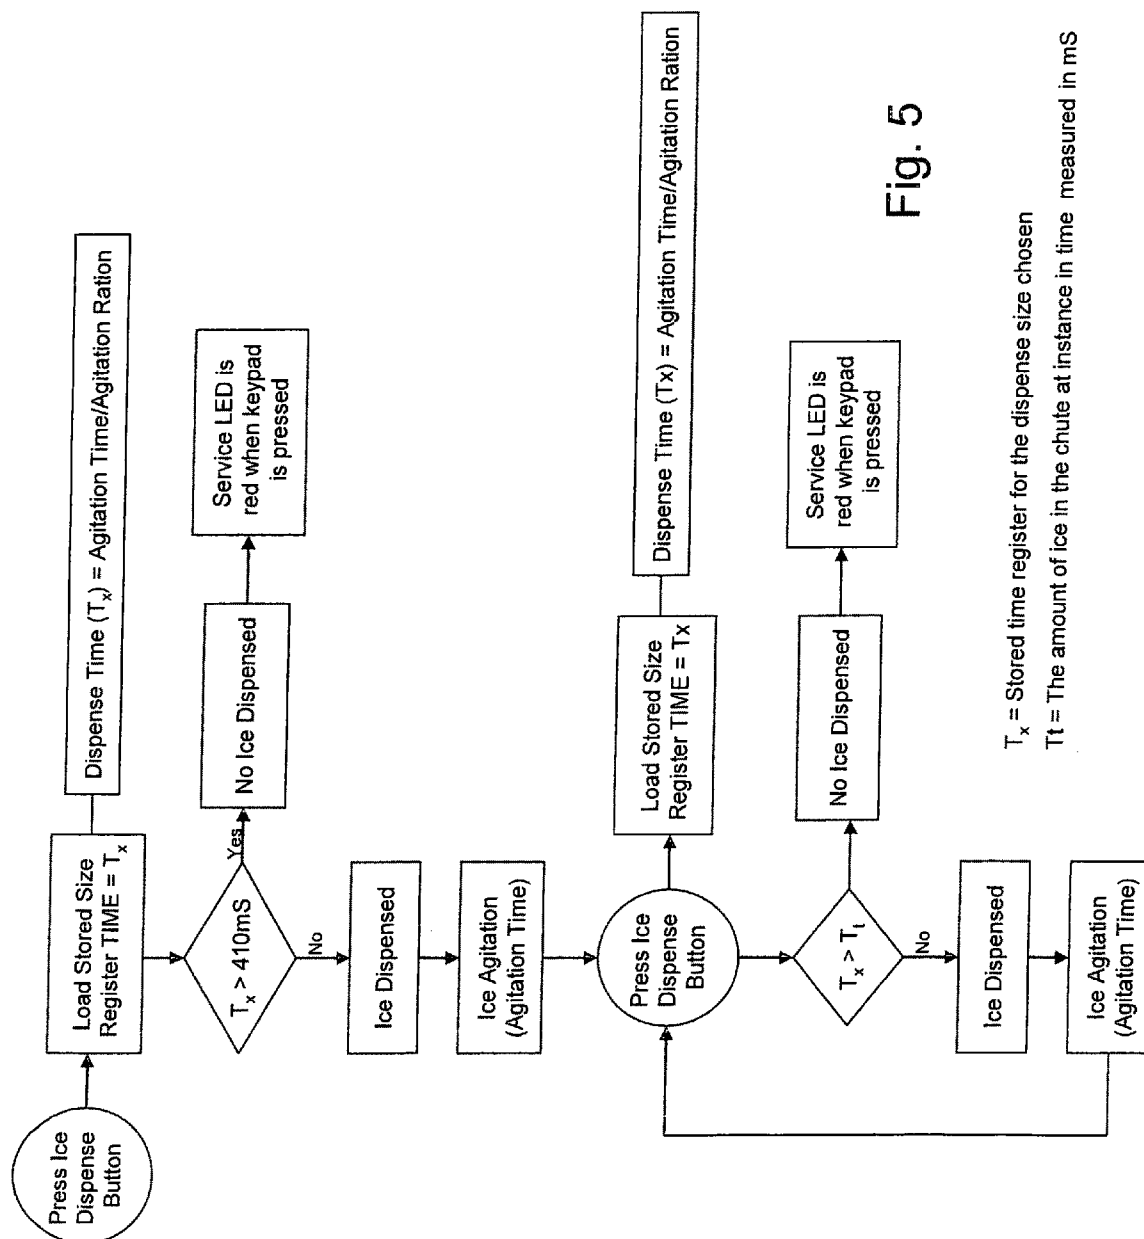 Press Ice
Dispense
Button
Load Stored Size
Register TIME = Tₓ
Dispense Time (Tₓ) = Agitation Time/Agitation Ration
Tₓ > 410mS
Yes
No Ice Dispensed
Service LED is
red when keypad
is pressed
No
Ice Dispensed
Ice Agitation
(Agitation Time)
Press Ice
Dispense
Button
Load Stored Size
Register TIME = Tx
Dispense Time (Tx) = Agitation Time/Agitation Ration
Tₓ > Tₜ
No Ice Dispensed
Service LED is
red when keypad
is pressed
No
Ice Dispensed
Ice Agitation
(Agitation Time)
Tₓ = Stored time register for the dispense size chosen
Tt = The amount of ice in the chute at instance in time measured in mS
Fig. 5